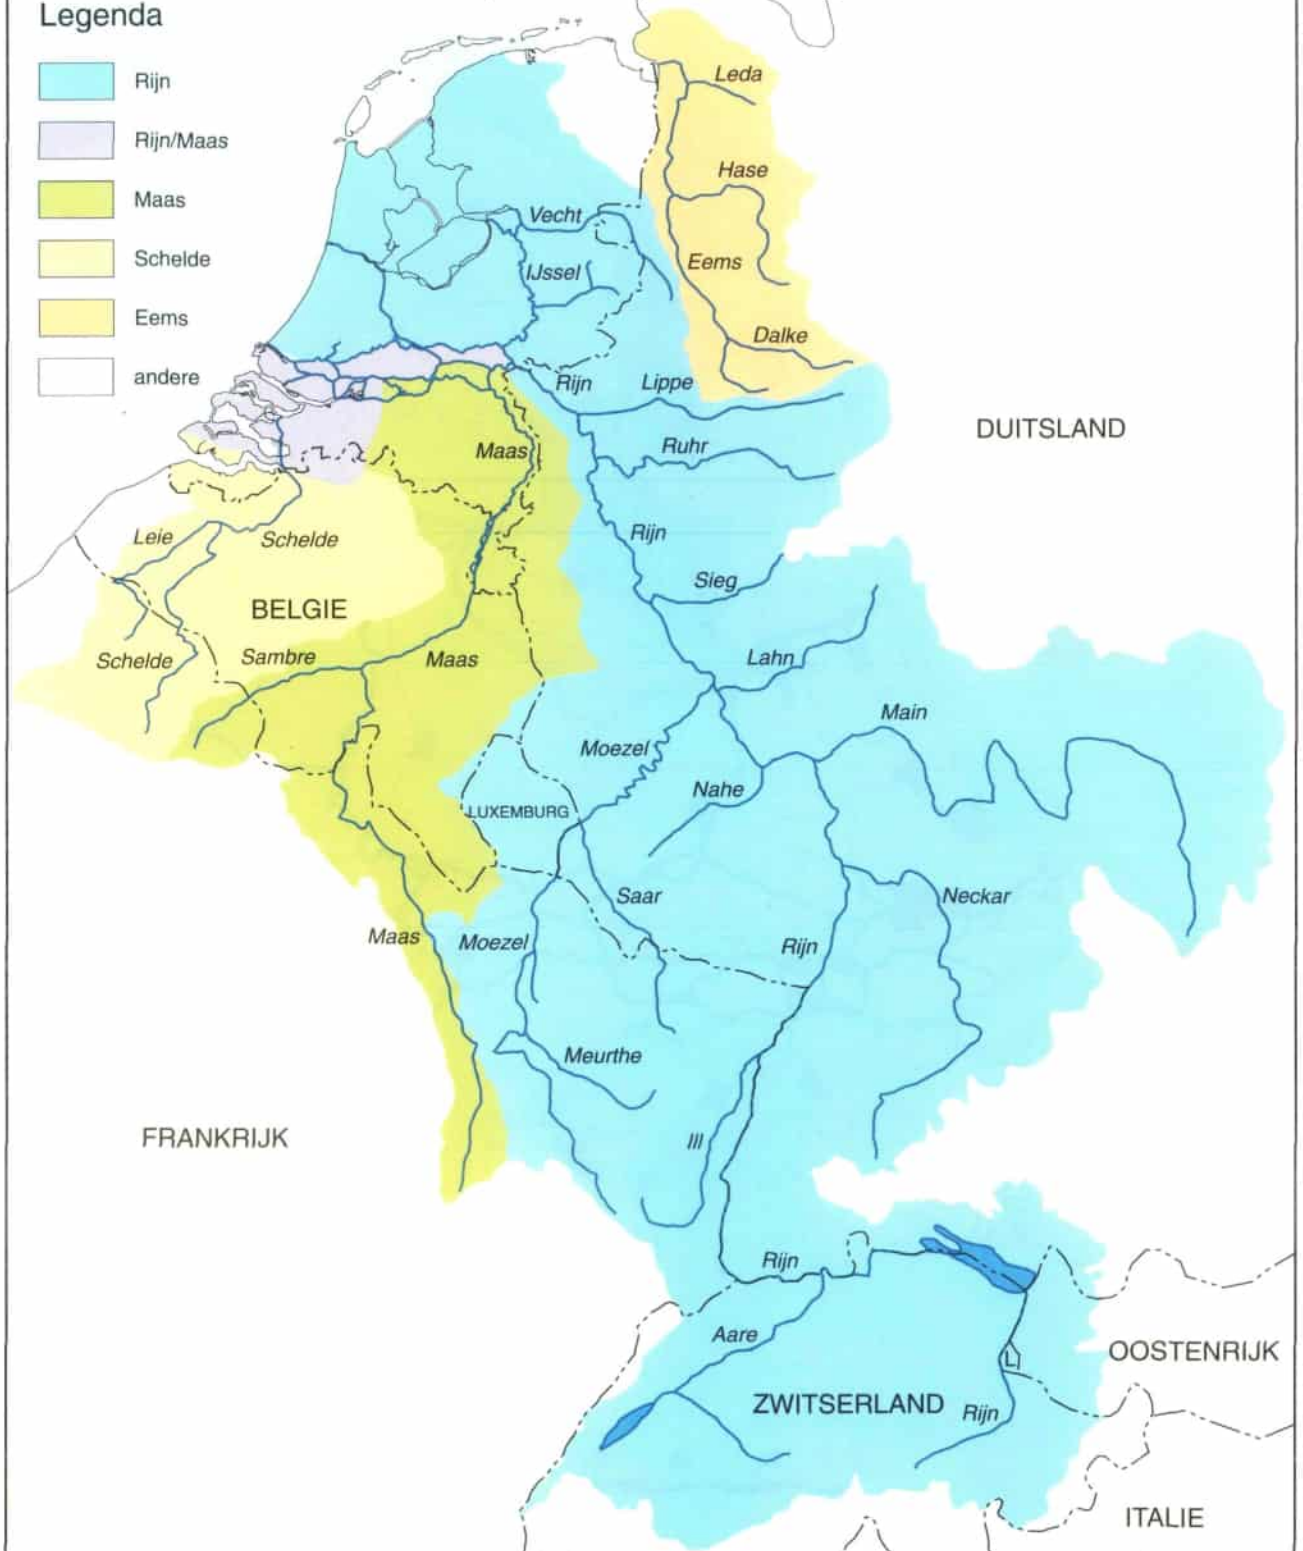 Legenda
Rijn
Rijn/Maas
Maas
Schelde
Eems
andere
Leda
Hase
Vecht
Eems
IJssel
Dalke
Rijn
Lippe
DUITSLAND
Ruhr
Maas
Rijn
Leie
Schelde
Sieg
BELGIE
Schelde
Sambre
Maas
Lahn
Main
Moezel
Nahe
LUXEMBURG
Saar
Neckar
Maas
Moezel
Rijn
Meurthe
FRANKRIJK
Ill
Rijn
Aare
OOSTENRIJK
L
ZWITSERLAND
Rijn
ITALIE